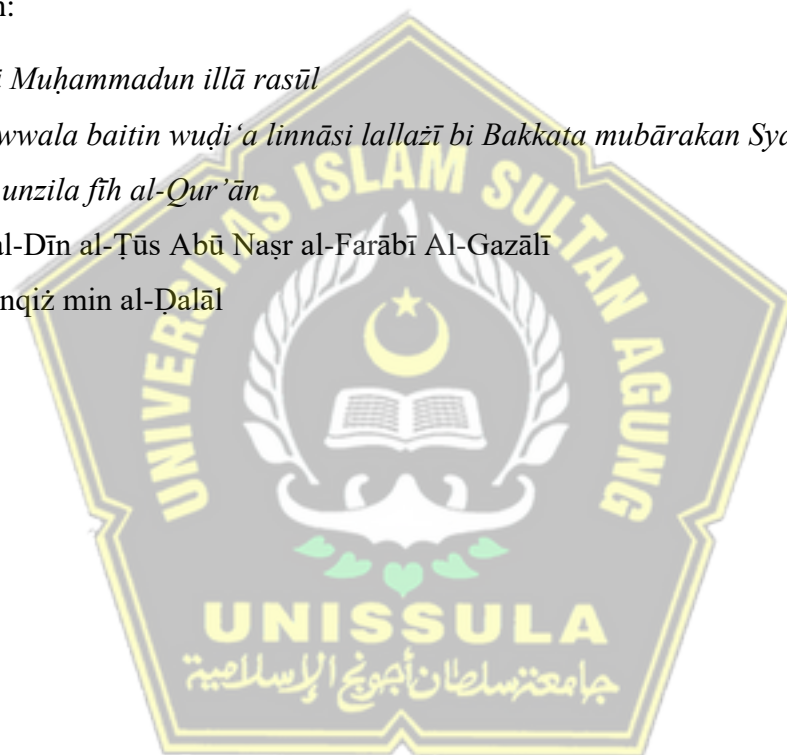 n:
Muḥammadun illā rasūl
wwala baitin wuḍi‘a linnāsi lallażī bi Bakkata mubārakan Sya
unzila fīh al-Qur’ān
al-Dīn al-Ṭūs Abū Naṣr al-Farābī Al-Gazālī
nqiż min al-Ḍalāl
UNIVERSITAS ISLAM SULTAN AGUNG
UNISSULA
جامعة سلطان أجونج الإسلامية